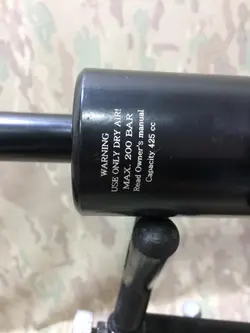 WARNING
USE ONLY DRY AIR!
MAX. 200 BAR
Read Owner's manual
Capacity 425 cc